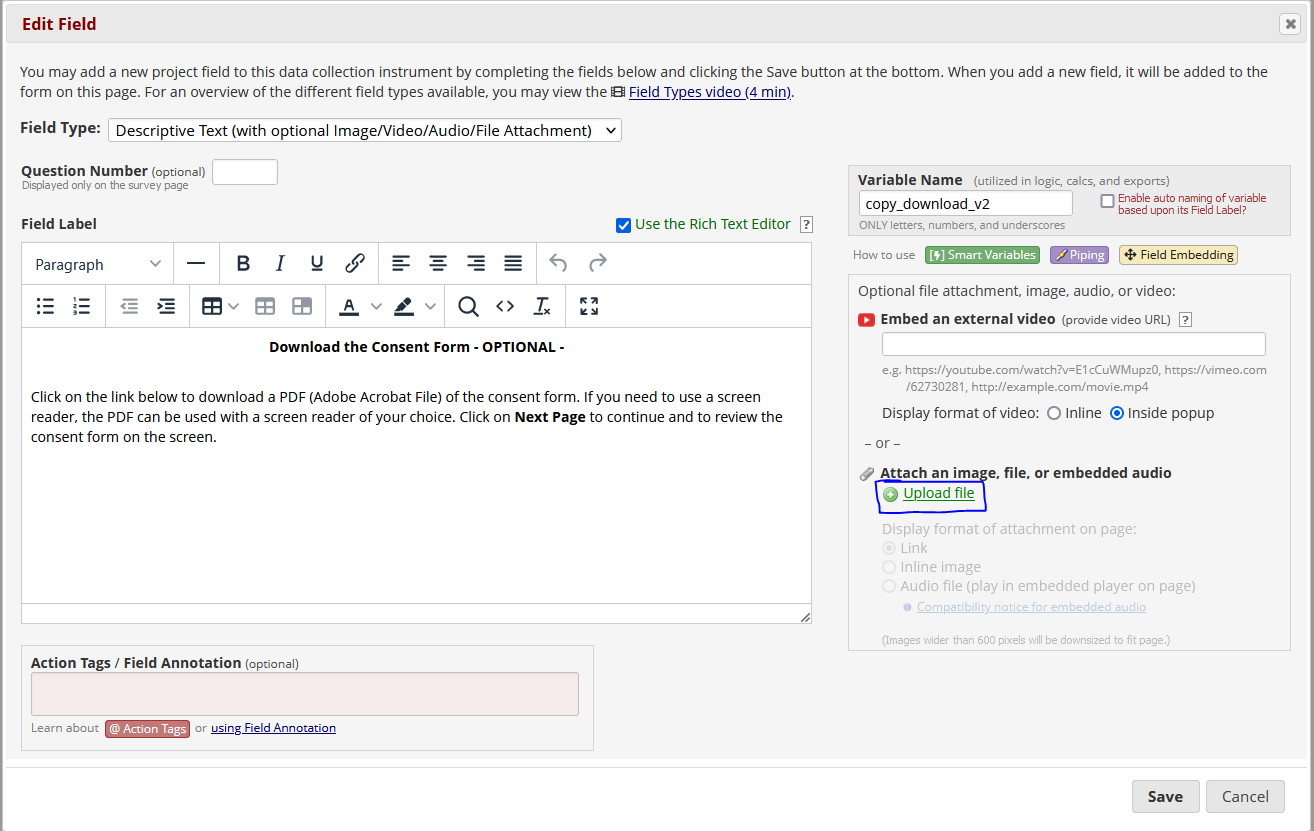 Edit Field
You may add a new project field to this data collection instrument by completing the fields below and clicking the Save button at the bottom. When you add a new field, it will be added to the
form on this page. For an overview of the different field types available, you may view the Field Types video (4 min).
Field Type: Descriptive Text (with optional Image/Video/Audio/File Attachment)
Question Number (optional)
Displayed only on the survey page
Field Label
Use the Rich Text Editor ?
Paragraph
B I U
A
Download the Consent Form - OPTIONAL -
Click on the link below to download a PDF (Adobe Acrobat File) of the consent form. If you need to use a screen
reader, the PDF can be used with a screen reader of your choice. Click on Next Page to continue and to review the
consent form on the screen.
Action Tags / Field Annotation (optional)
Learn about @ Action Tags or using Field Annotation
Variable Name (utilized in logic, calcs, and exports)
copy_download_v2
Enable auto naming of variable
based upon its Field Label?
ONLY letters, numbers, and underscores
How to use [⚡] Smart Variables Piping Field Embedding
Optional file attachment, image, audio, or video:
Embed an external video (provide video URL) ?
e.g. https://youtube.com/watch?v=E1cCuWMupz0, https://vimeo.com
/62730281, http://example.com/movie.mp4
Display format of video: Inline Inside popup
– or –
Attach an image, file, or embedded audio
Upload file
Display format of attachment on page:
Link
Inline image
Audio file (play in embedded player on page)
Compatibility notice for embedded audio
(Images wider than 600 pixels will be downsized to fit page.)
Save Cancel